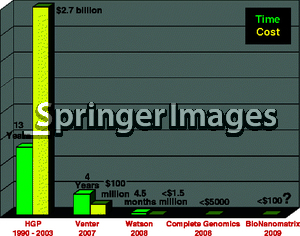 $2.7 billion
Time
Cost
13
Years
SpringerImages
4
Years
$100
million
4.5
months
<$1.5
million
<$5000
<$100 ?
HGP
1990 - 2003
Venter
2007
Watson
2008
Complete Genomics
2008
BioNanomatrix
2009